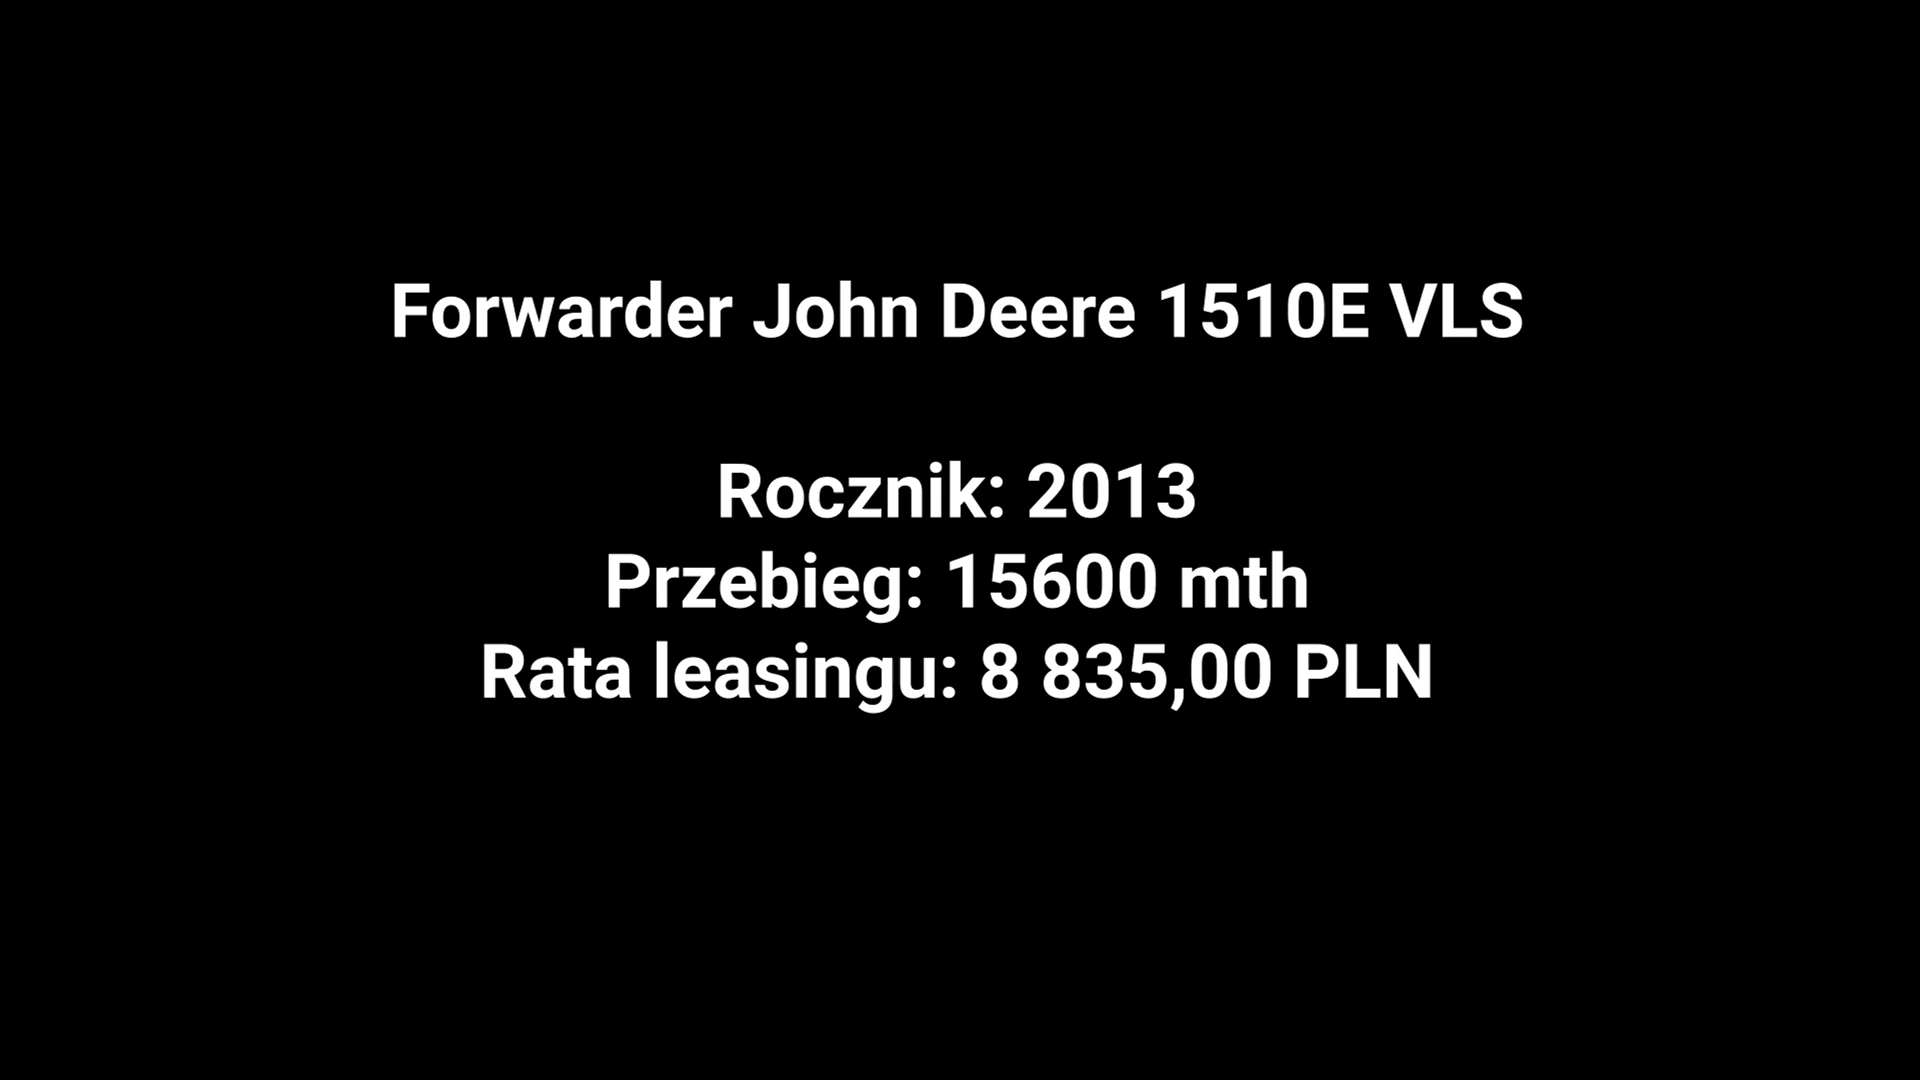 Forwarder John Deere 1510E VLS
Rocznik: 2013
Przebieg: 15600 mth
Rata leasingu: 8 835,00 PLN